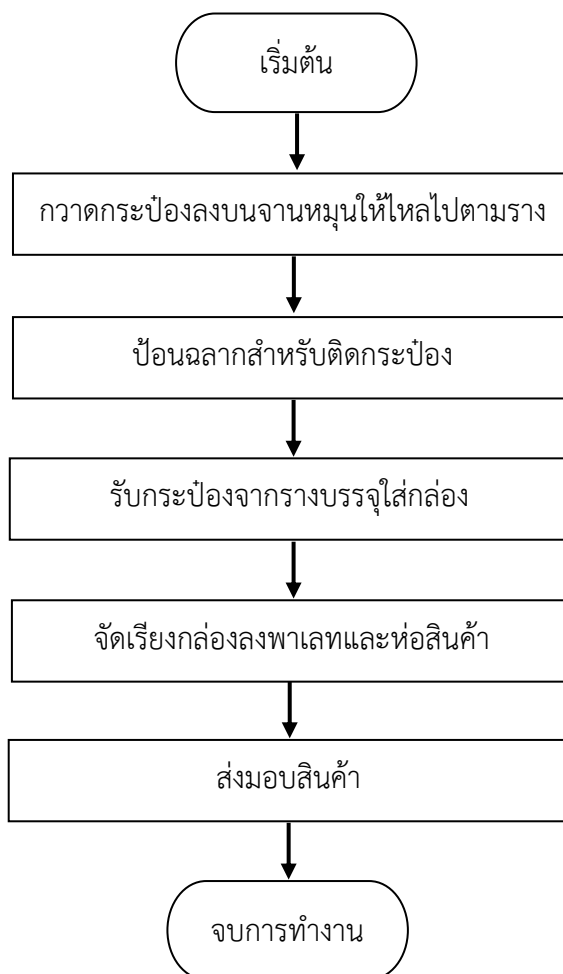 เริ่มต้น
กวาดกระป๋องลงบนจานหมุนให้ไหลไปตามราง
ป้อนฉลากสำหรับติดกระป๋อง
รับกระป๋องจากรางบรรจุใส่กล่อง
จัดเรียงกล่องลงพาเลทและห่อสินค้า
ส่งมอบสินค้า
จบการทำงาน